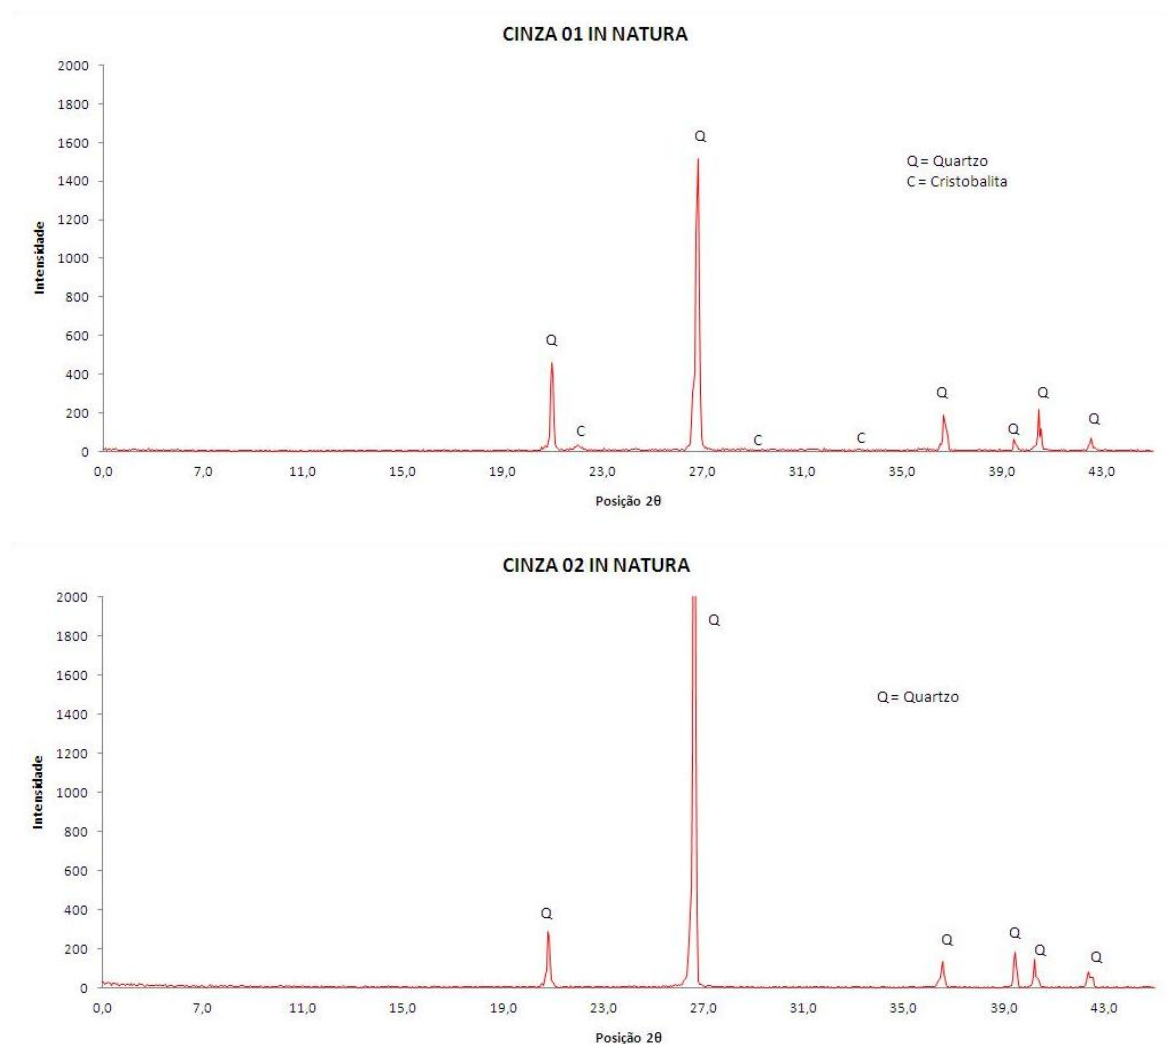 CINZA 01 IN NATURA
2000
1800
1600
1400
1200
1000
800
600
400
200
0
Intensidade
Q
Q
Q = Quartzo
C = Cristobalita
Q
C
C
C
Q
Q
Q
Q
0,0 7,0 11,0 15,0 19,0 23,0 27,0 31,0 35,0 39,0 43,0
Posição 2θ
CINZA 02 IN NATURA
2000
1800
1600
1400
1200
1000
800
600
400
200
0
Intensidade
Q
Q = Quartzo
Q
Q
Q
Q
Q
0,0 7,0 11,0 15,0 19,0 23,0 27,0 31,0 35,0 39,0 43,0
Posição 2θ